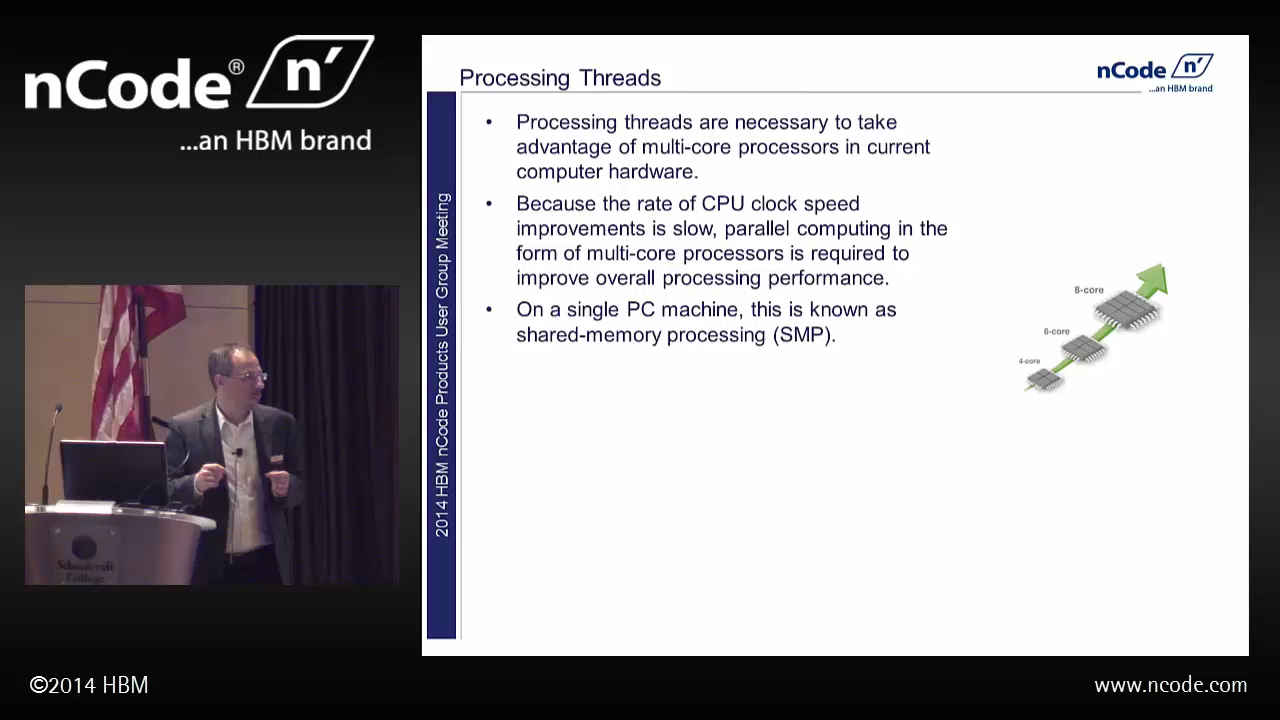 nCode® n'
...an HBM brand
Processing Threads
nCode n'
...an HBM brand
• Processing threads are necessary to take
advantage of multi-core processors in current
computer hardware.
• Because the rate of CPU clock speed
improvements is slow, parallel computing in the
form of multi-core processors is required to
improve overall processing performance.
• On a single PC machine, this is known as
shared-memory processing (SMP).
2014 HBM nCode Products User Group Meeting
8-core
6-core
4-core
Schoolcraft
College
©2014 HBM
www.ncode.com